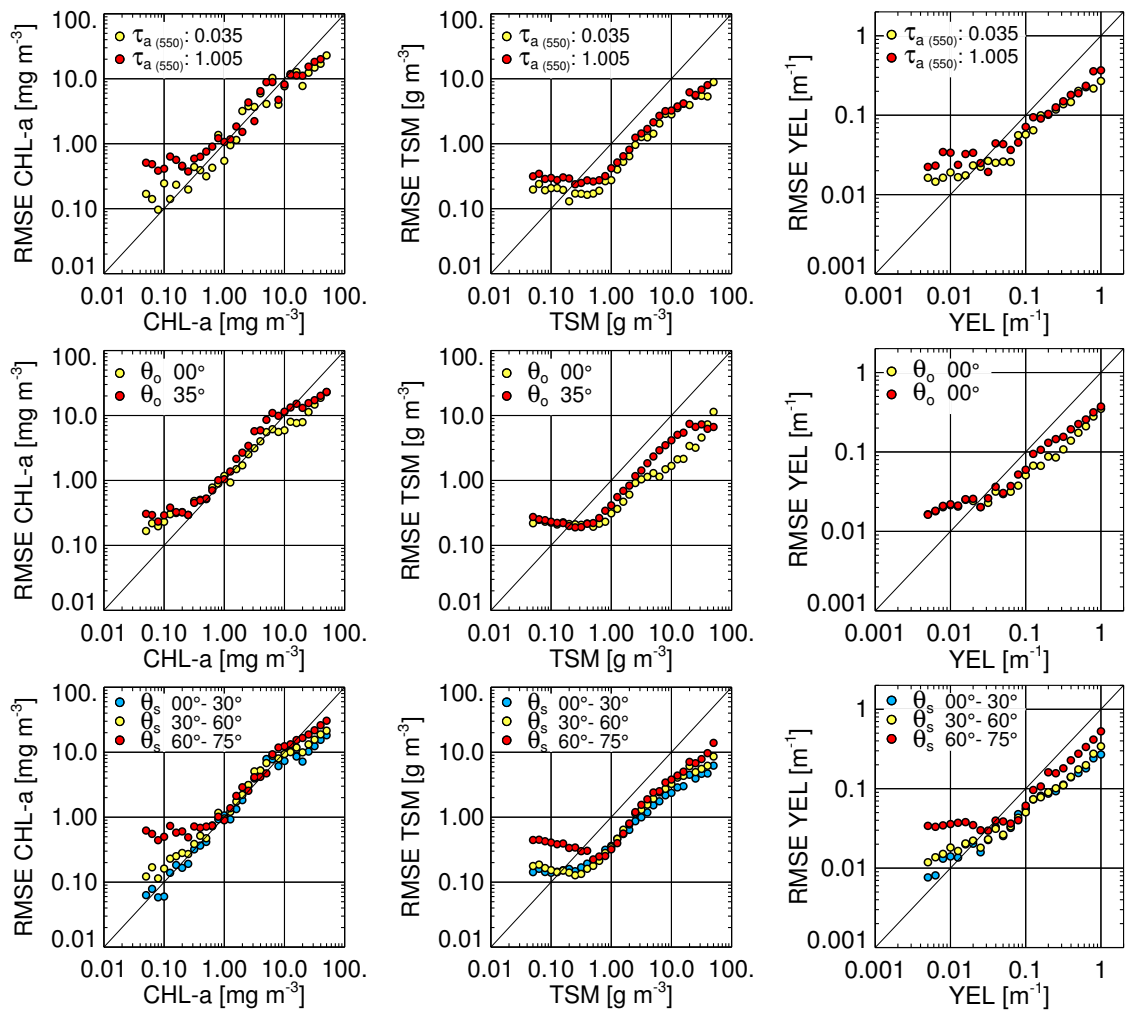 100.
10.0
1.00
0.10
0.01
RMSE CHL-a [mg m-3]
τa (550): 0.035
τa (550): 1.005
0.01 0.10 1.00 10.0 100.
CHL-a [mg m-3]
100.
10.0
1.00
0.10
0.01
RMSE TSM [g m-3]
τa (550): 0.035
τa (550): 1.005
0.01 0.10 1.00 10.0 100.
TSM [g m-3]
1
0.1
0.01
0.001
RMSE YEL [m-1]
τa (550): 0.035
τa (550): 1.005
0.001 0.01 0.1 1
YEL [m-1]
100.
10.0
1.00
0.10
0.01
RMSE CHL-a [mg m-3]
θo 00°
θo 35°
0.01 0.10 1.00 10.0 100.
CHL-a [mg m-3]
100.
10.0
1.00
0.10
0.01
RMSE TSM [g m-3]
θo 00°
θo 35°
0.01 0.10 1.00 10.0 100.
TSM [g m-3]
1
0.1
0.01
0.001
RMSE YEL [m-1]
θo 00°
θo 00°
0.001 0.01 0.1 1
YEL [m-1]
100.
10.0
1.00
0.10
0.01
RMSE CHL-a [mg m-3]
θs 00°- 30°
θs 30°- 60°
θs 60°- 75°
0.01 0.10 1.00 10.0 100.
CHL-a [mg m-3]
100.
10.0
1.00
0.10
0.01
RMSE TSM [g m-3]
θs 00°- 30°
θs 30°- 60°
θs 60°- 75°
0.01 0.10 1.00 10.0 100.
TSM [g m-3]
1
0.1
0.01
0.001
RMSE YEL [m-1]
θs 00°- 30°
θs 30°- 60°
θs 60°- 75°
0.001 0.01 0.1 1
YEL [m-1]